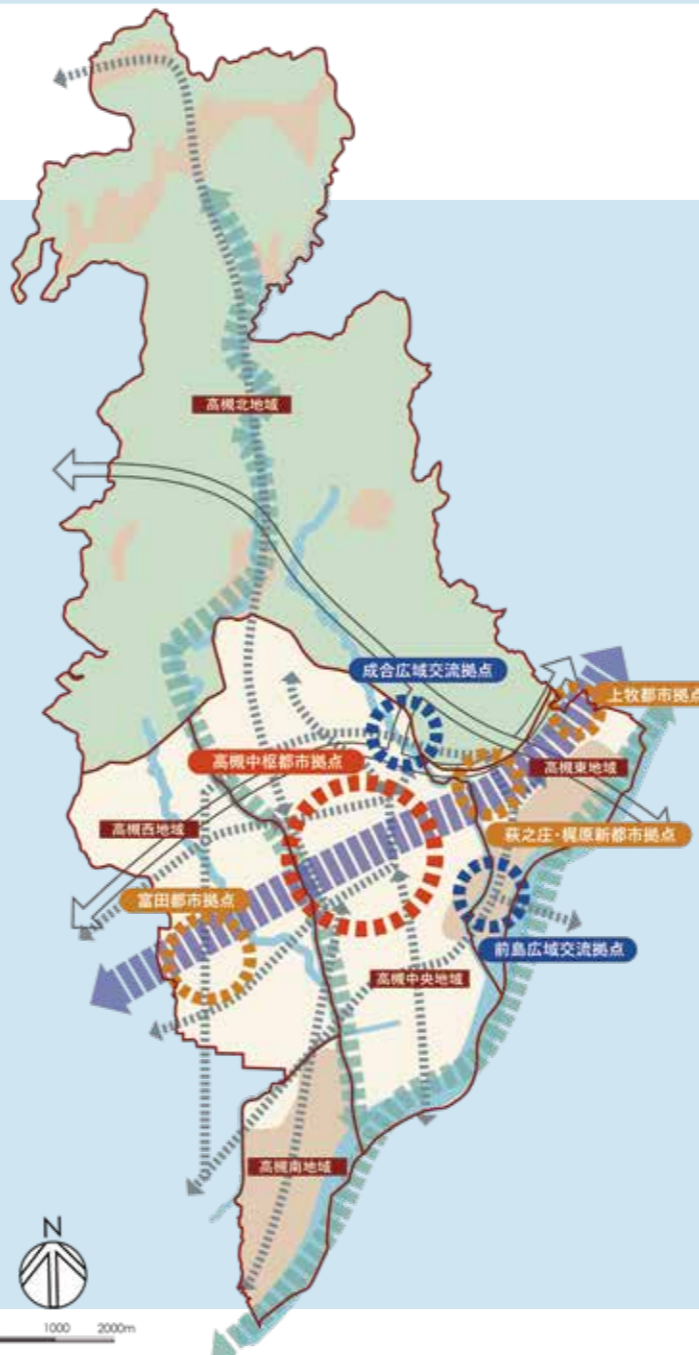 高槻北地域
成合広域交流拠点
上牧都市拠点
高槻中枢都市拠点
高槻東地域
高槻西地域
萩之庄・梶原新都市拠点
富田都市拠点
前島広域交流拠点
高槻中央地域
高槻南地域
N
1000 2000m